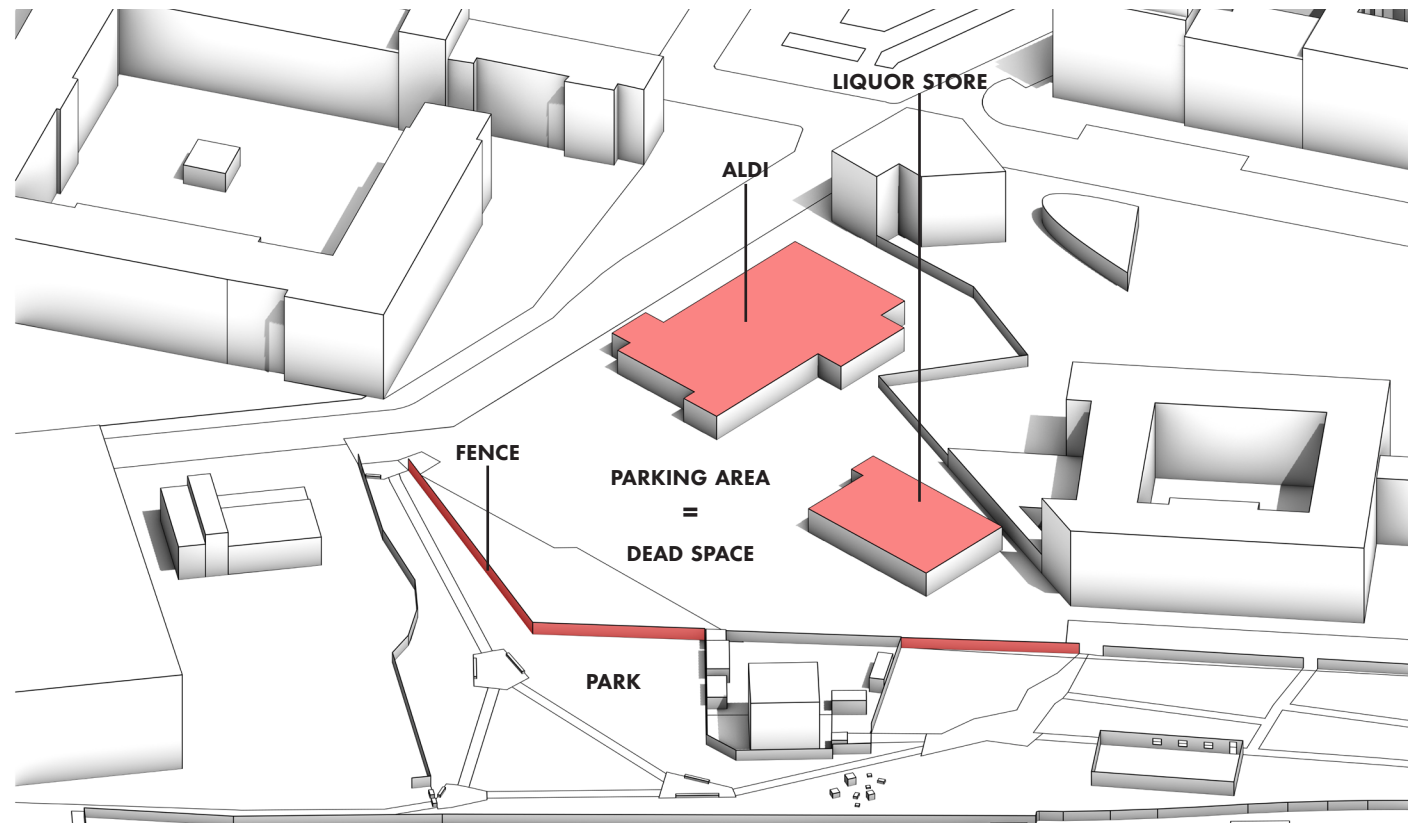 LIQUOR STORE
ALDI
FENCE
PARKING AREA
=
DEAD SPACE
PARK